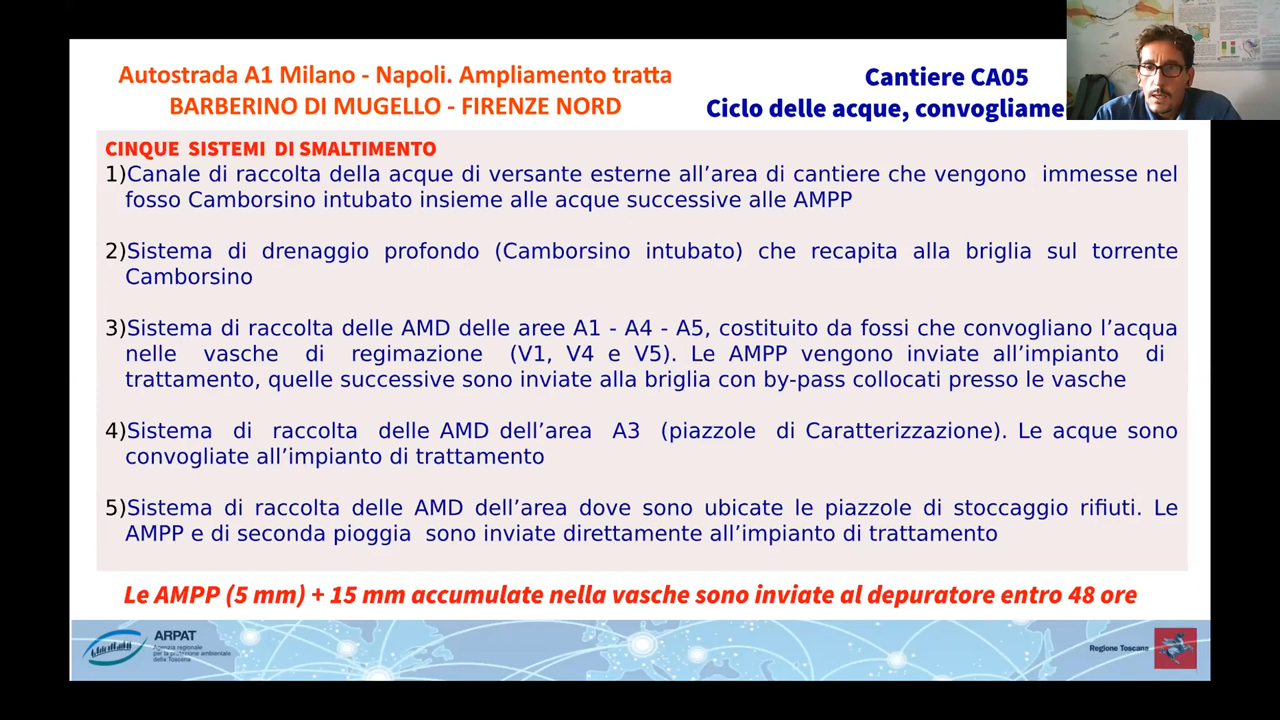 Autostrada A1 Milano - Napoli. Ampliamento tratta
BARBERINO DI MUGELLO - FIRENZE NORD
Cantiere CA05
Ciclo delle acque, convogliame
CINQUE SISTEMI DI SMALTIMENTO
1)Canale di raccolta della acque di versante esterne all’area di cantiere che vengono immesse nel
fosso Camborsino intubato insieme alle acque successive alle AMPP
2)Sistema di drenaggio profondo (Camborsino intubato) che recapita alla briglia sul torrente
Camborsino
3)Sistema di raccolta delle AMD delle aree A1 - A4 - A5, costituito da fossi che convogliano l’acqua
nelle vasche di regimazione (V1, V4 e V5). Le AMPP vengono inviate all’impianto di
trattamento, quelle successive sono inviate alla briglia con by-pass collocati presso le vasche
4)Sistema di raccolta delle AMD dell’area A3 (piazzole di Caratterizzazione). Le acque sono
convogliate all’impianto di trattamento
5)Sistema di raccolta delle AMD dell’area dove sono ubicate le piazzole di stoccaggio rifiuti. Le
AMPP e di seconda pioggia sono inviate direttamente all’impianto di trattamento
Le AMPP (5 mm) + 15 mm accumulate nella vasche sono inviate al depuratore entro 48 ore
ARPAT
Agenzia regionale
per la protezione ambientale
della Toscana
Regione Toscana